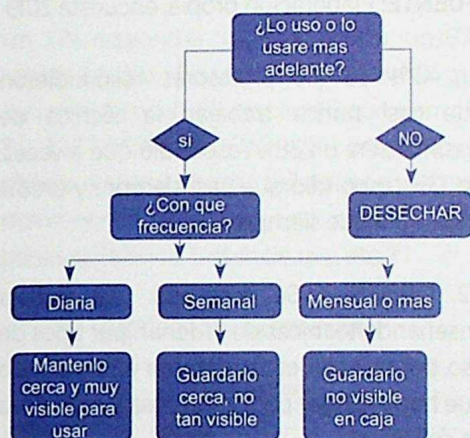 ¿Lo uso o lo
usare mas
adelante?
si
NO
¿Con que
frecuencia?
DESECHAR
Diaria
Semanal
Mensual o mas
Mantenlo
cerca y muy
visible para
usar
Guardarlo
cerca, no
tan visible
Guardarlo
no visible
en caja